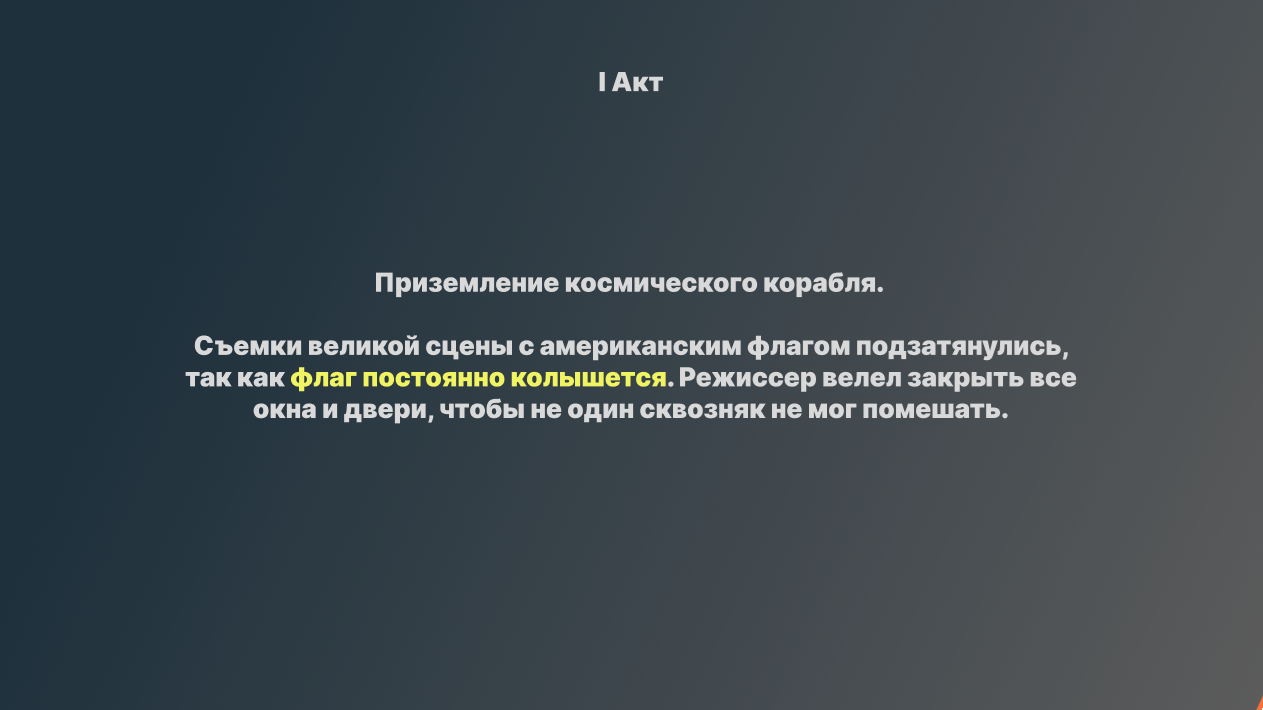 I Акт
Приземление космического корабля.
Съемки великой сцены с американским флагом подзатянулись,
так как флаг постоянно колышется. Режиссер велел закрыть все
окна и двери, чтобы не один сквозняк не мог помешать.